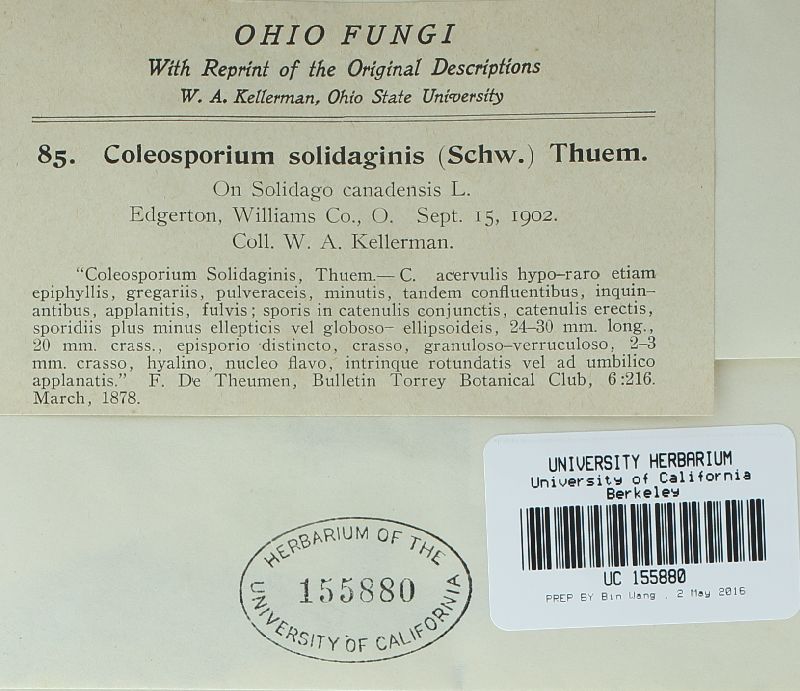 OHIO FUNGI
With Reprint of the Original Descriptions
W. A. Kellerman, Ohio State University
85. Coleosporium solidaginis (Schw.) Thuem.
On Solidago canadensis L.
Edgerton, Williams Co., O. Sept. 15, 1902.
Coll. W. A. Kellerman.
"Coleosporium Solidaginis, Thuem.— C. acervulis hypo-raro etiam
epiphyllis, gregariis, pulveraceis, minutis, tandem confluentibus, inquin-
antibus, applanitis, fulvis; sporis in catenulis conjunctis, catenulis erectis,
sporidiis plus minus ellepticis vel globoso- ellipsoideis, 24-30 mm. long.,
20 mm. crass., episporio distincto, crasso, granuloso-verruculoso, 2-3
mm. crasso, hyalino, nucleo flavo, intrinque rotundatis vel ad umbilico
applanatis." F. De Theumen, Bulletin Torrey Botanical Club, 6:216.
March, 1878.
UNIVERSITY HERBARIUM
University of California
Berkeley
UC 155880
PREP BY Bin Wang . 2 May 2016
HERBARIUM OF THE
155880
UNIVERSITY OF CALIFORNIA